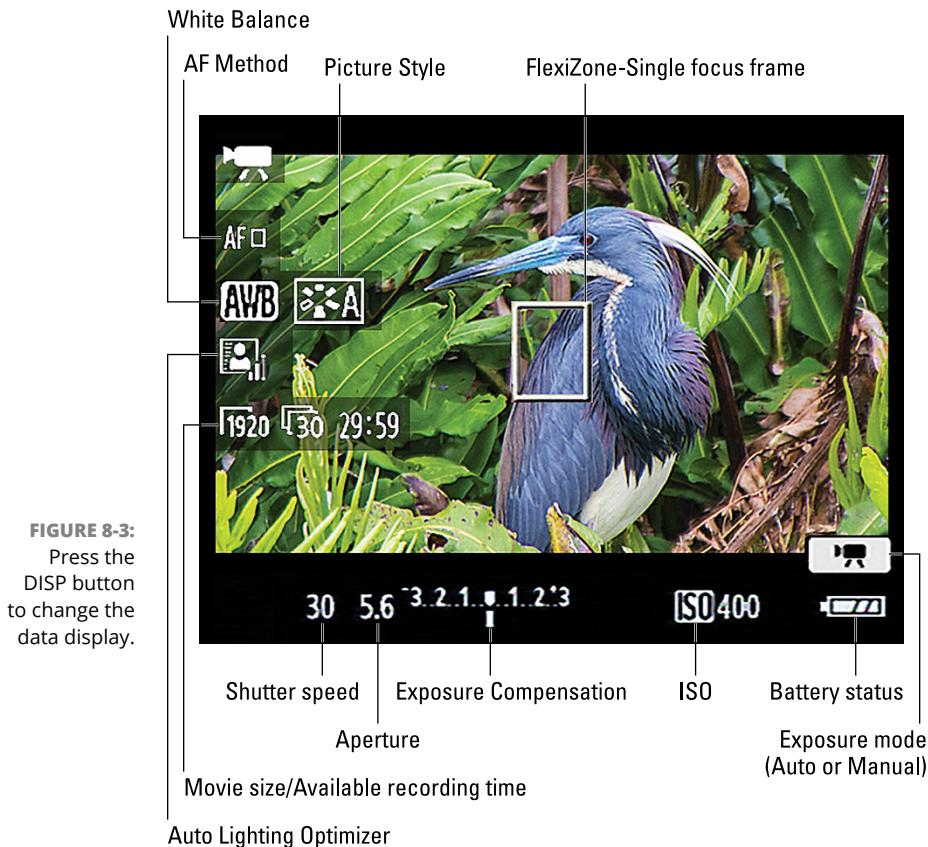 White Balance
AF Method
Picture Style
FlexiZone-Single focus frame
AF
AWB
A
1920 30 29:59
FIGURE 8-3:
Press the
DISP button
to change the
data display.
30 5.6 -3..2..1..1..2.+3 ISO 400
Shutter speed
Exposure Compensation
ISO
Battery status
Aperture
Exposure mode
(Auto or Manual)
Movie size/Available recording time
Auto Lighting Optimizer